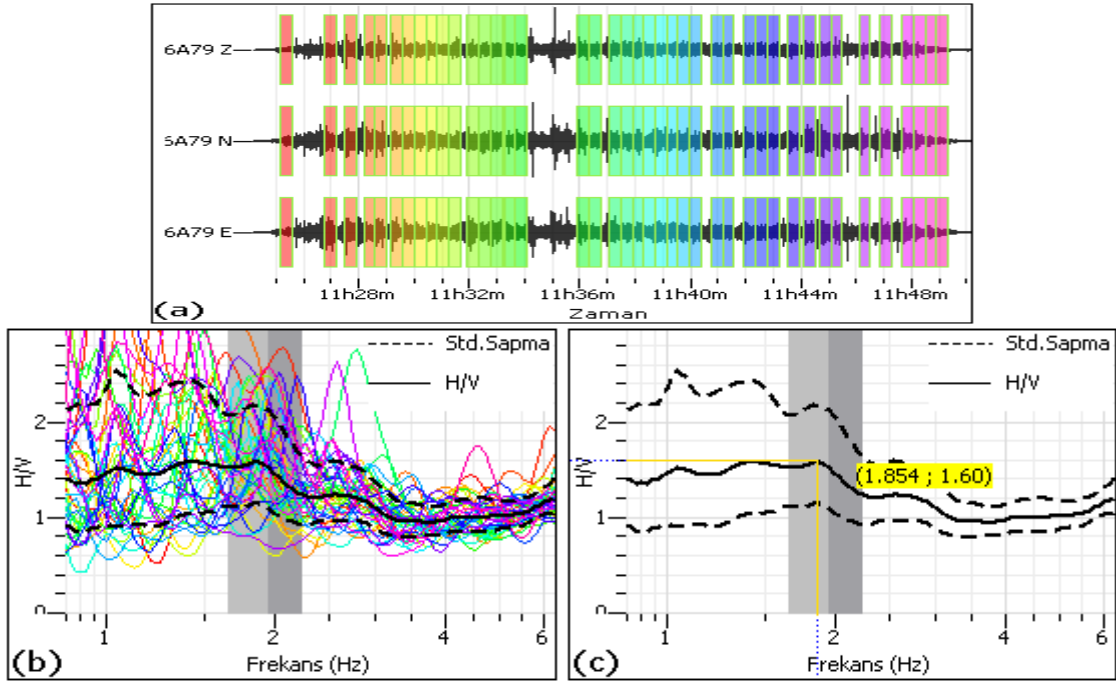 6A79 Z
5A79 N
6A79 E
11h28m 11h32m 11h36m 11h40m 11h44m 11h48m
Zaman
(a)
Std.Sapma
H/V
2
1
0
H/V
1 2 4 6
Frekans (Hz)
(b)
Std.Sapma
H/V
(1.854 ; 1.60)
2
1
0
H/V
1 2 4 6
Frekans (Hz)
(c)